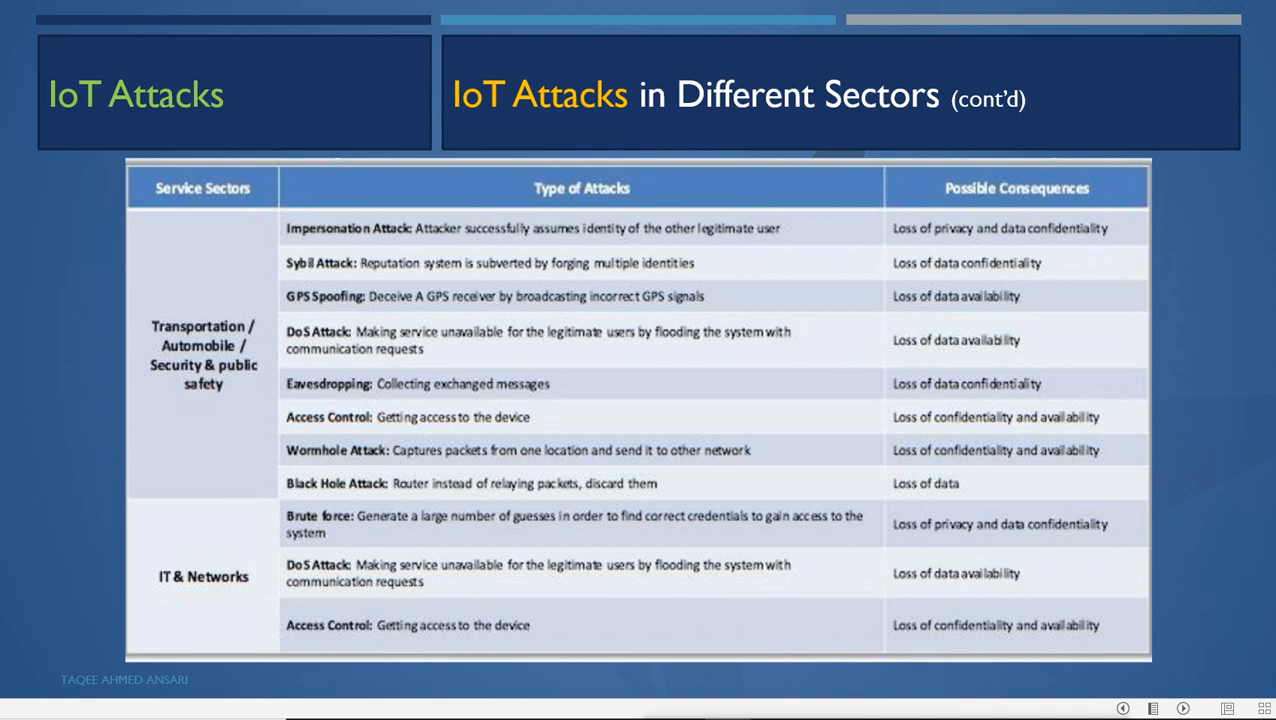 IoT Attacks
IoT Attacks in Different Sectors (cont'd)
Service Sectors
Type of Attacks
Possible Consequences
Transportation /
Automobile /
Security & public
safety
Impersonation Attack: Attacker successfully assumes identity of the other legitimate user
Loss of privacy and data confidentiality
Sybil Attack: Reputation system is subverted by forging multiple identities
Loss of data confidentiality
GPS Spoofing: Deceive A GPS receiver by broadcasting incorrect GPS signals
Loss of data availability
DoS Attack: Making service unavailable for the legitimate users by flooding the system with
communication requests
Loss of data availability
Eavesdropping: Collecting exchanged messages
Loss of data confidentiality
Access Control: Getting access to the device
Loss of confidentiality and availability
Wormhole Attack: Captures packets from one location and send it to other network
Loss of confidentiality and availability
Black Hole Attack: Router instead of relaying packets, discard them
Loss of data
IT & Networks
Brute force: Generate a large number of guesses in order to find correct credentials to gain access to the
system
Loss of privacy and data confidentiality
DoS Attack: Making service unavailable for the legitimate users by flooding the system with
communication requests
Loss of data availability
Access Control: Getting access to the device
Loss of confidentiality and availability
TAQEE AHMED ANSARI